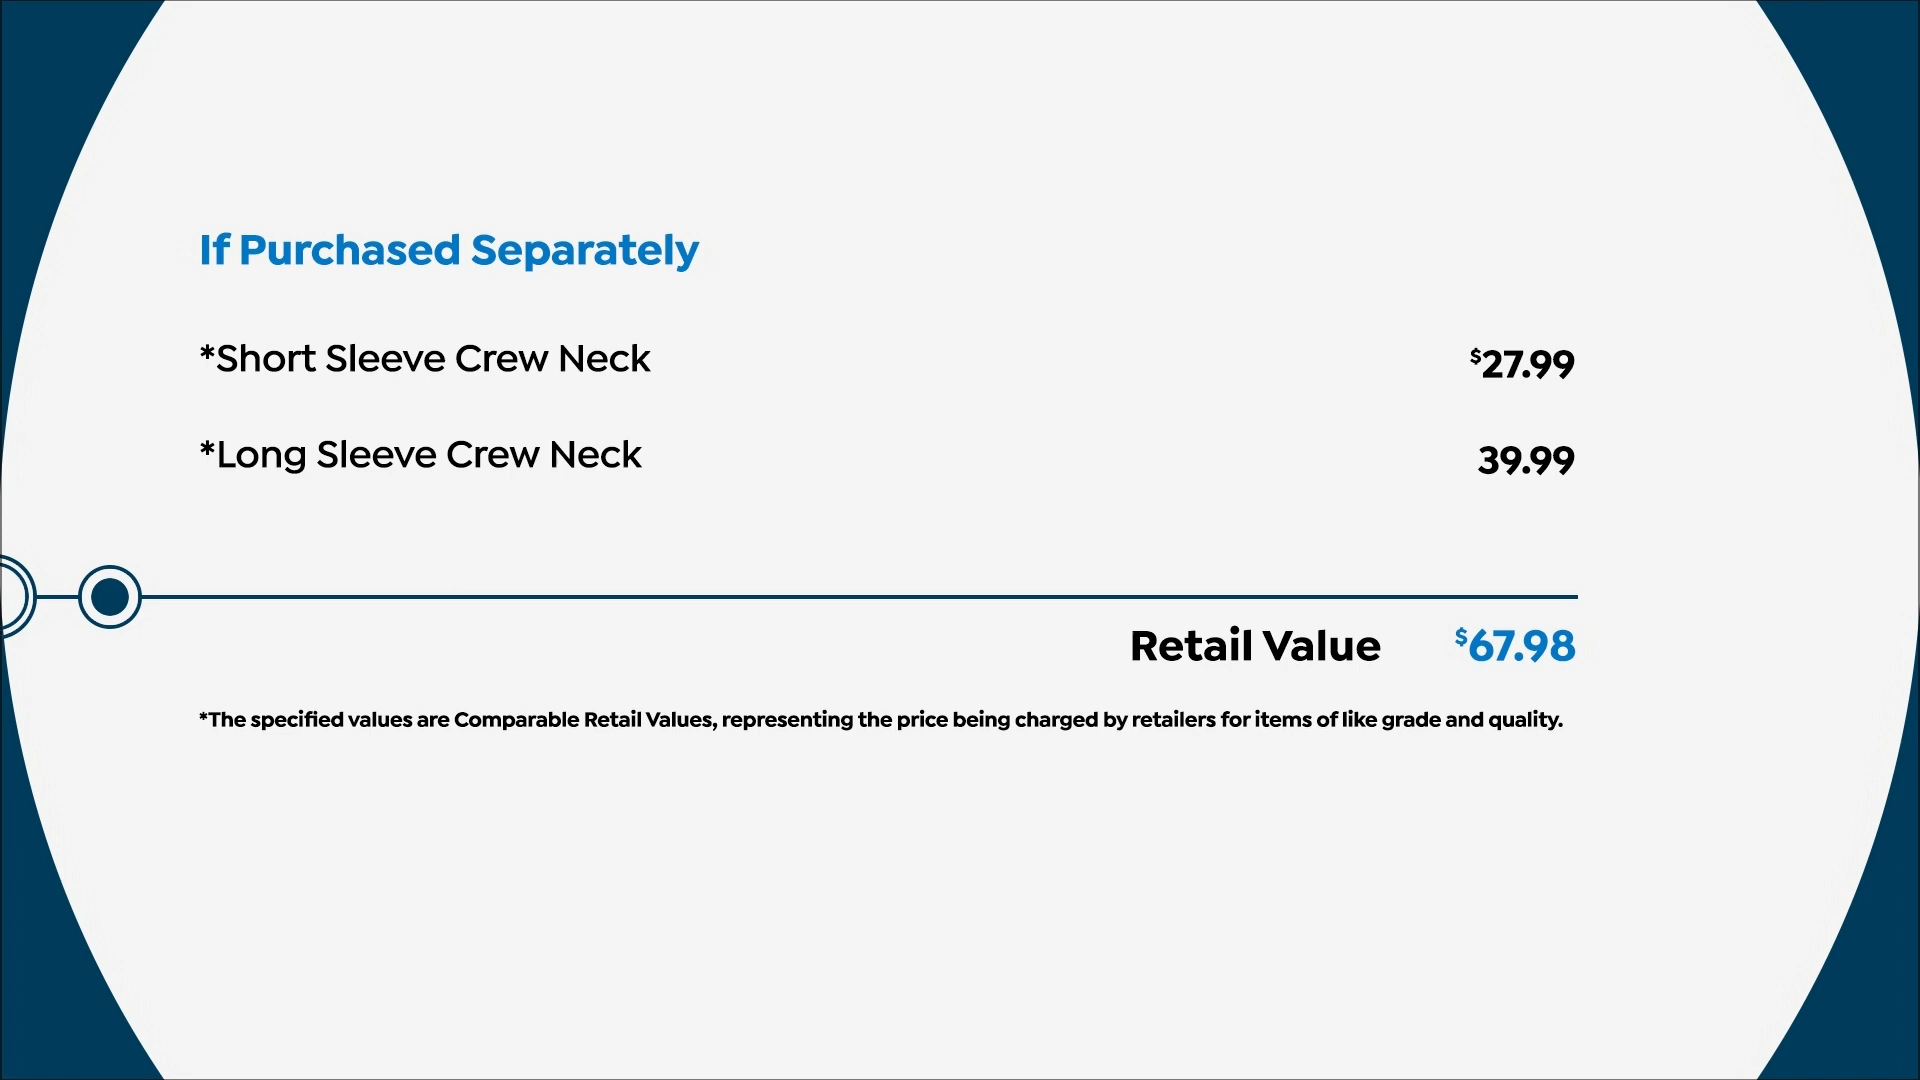 If Purchased Separately
*Short Sleeve Crew Neck $27.99
*Long Sleeve Crew Neck 39.99
Retail Value $67.98
*The specified values are Comparable Retail Values, representing the price being charged by retailers for items of like grade and quality.